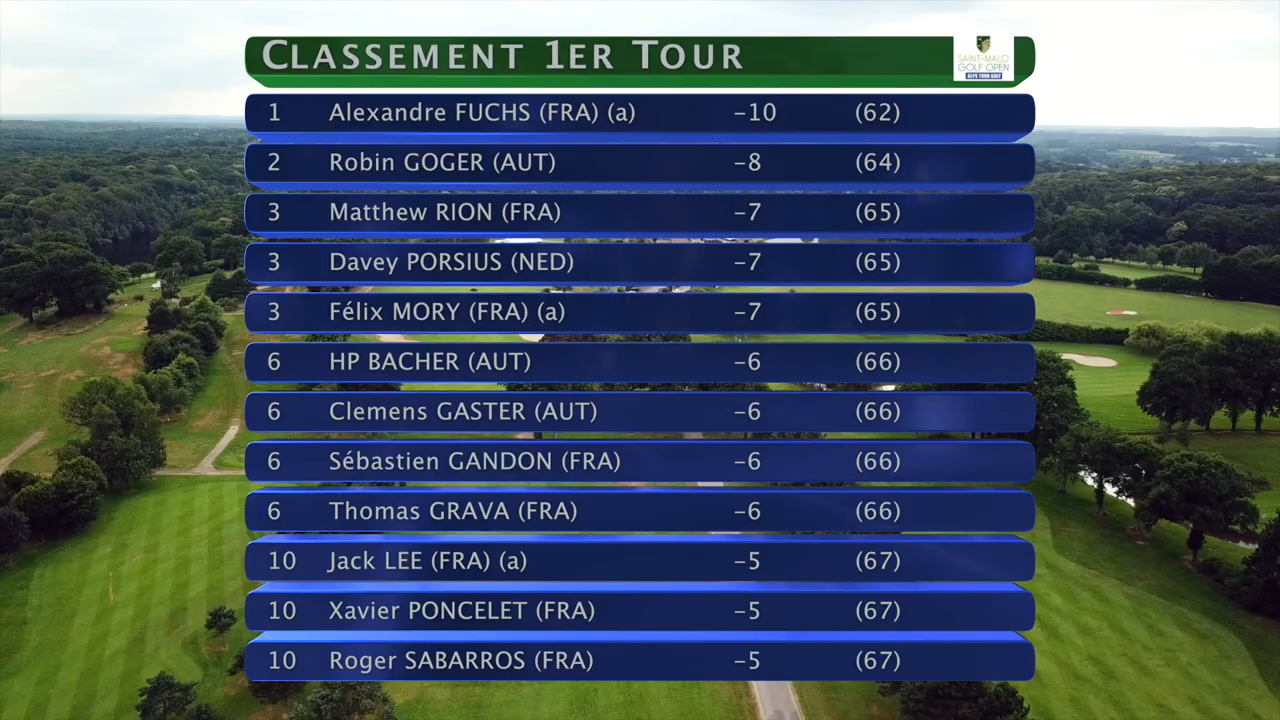 CLASSEMENT 1ER TOUR
SAINT-MALO
GOLF OPEN
ALPS TOUR GOLF
1 Alexandre FUCHS (FRA) (a) -10 (62)
2 Robin GOGER (AUT) -8 (64)
3 Matthew RION (FRA) -7 (65)
3 Davey PORSIUS (NED) -7 (65)
3 Félix MORY (FRA) (a) -7 (65)
6 HP BACHER (AUT) -6 (66)
6 Clemens GASTER (AUT) -6 (66)
6 Sébastien GANDON (FRA) -6 (66)
6 Thomas GRAVA (FRA) -6 (66)
10 Jack LEE (FRA) (a) -5 (67)
10 Xavier PONCELET (FRA) -5 (67)
10 Roger SABARROS (FRA) -5 (67)